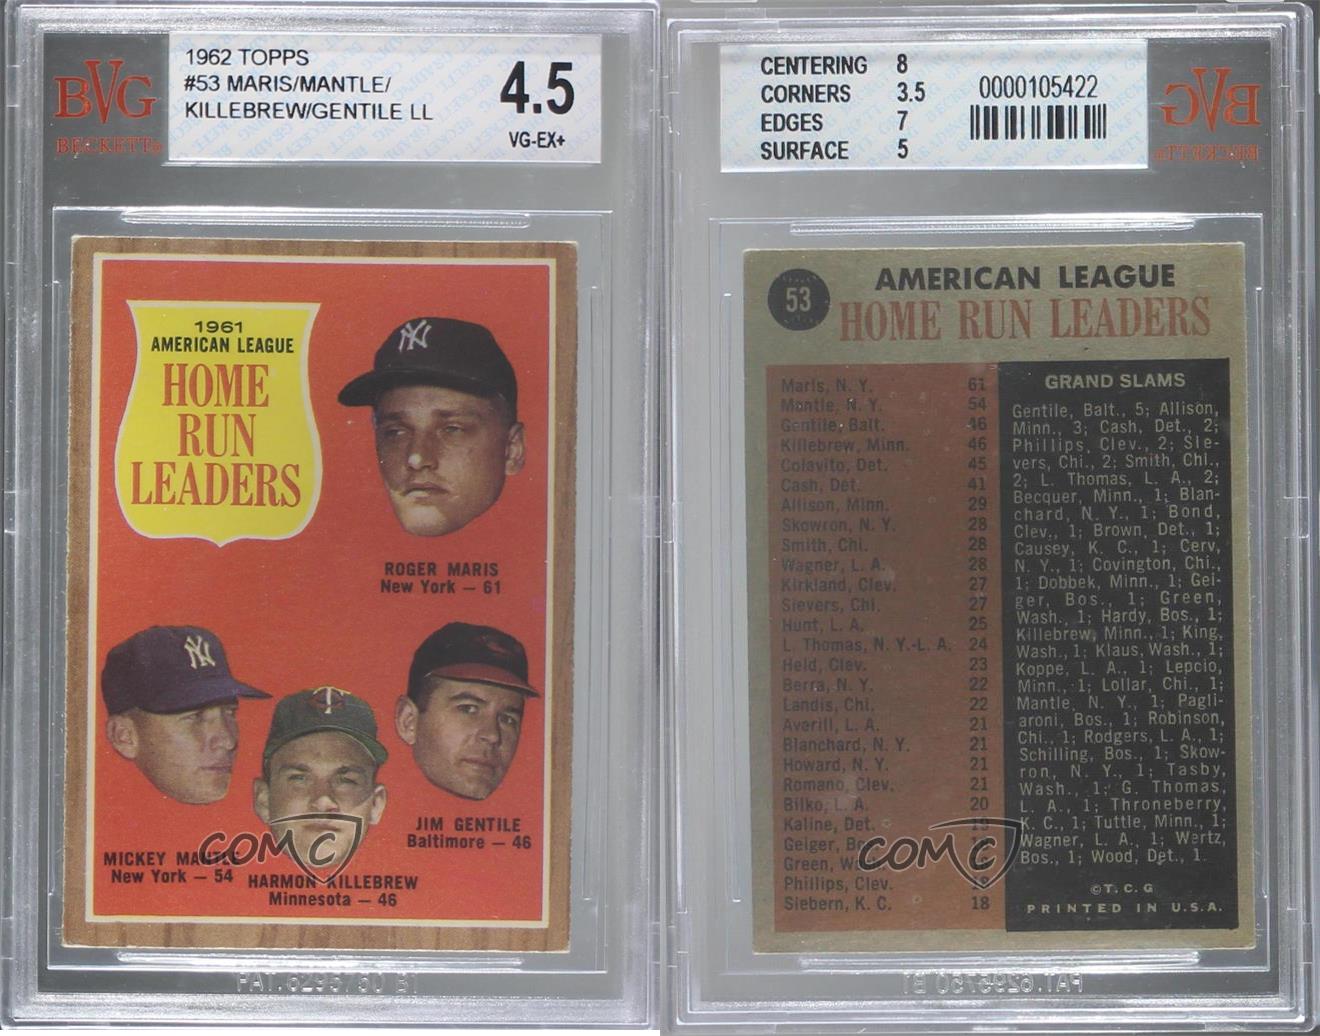 BVG
BECKETT
1962 TOPPS
#53 MARIS/MANTLE/
KILLEBREW/GENTILE LL
4.5
VG-EX+
1961
AMERICAN LEAGUE
HOME
RUN
LEADERS
NY
ROGER MARIS
New York — 61
NY
JIM GENTILE
Baltimore — 46
MICKEY MANTLE
New York — 54
HARMON KILLEBREW
Minnesota — 46
COMC
CENTERING 8
CORNERS 3.5
EDGES 7
SURFACE 5
0000105422
BVG
BECKETT
53
AMERICAN LEAGUE
HOME RUN LEADERS
Maris, N. Y. 61
Mantle, N. Y. 54
Gentile, Balt. 46
Killebrew, Minn. 46
Colavito, Det. 45
Cash, Det. 41
Allison, Minn. 29
Skowron, N. Y. 28
Smith, Chi. 28
Wagner, L. A. 28
Kirkland, Clev. 27
Sievers, Chi. 27
Hunt, L. A. 25
L. Thomas, N. Y.-L. A. 24
Held, Clev. 23
Berra, N. Y. 22
Landis, Chi. 22
Averill, L. A. 21
Blanchard, N. Y. 21
Howard, N. Y. 21
Romano, Clev. 21
Bilko, L. A. 20
Kaline, Det. 19
Geiger,
Green,
Phillips, Clev. 18
Siebern, K. C. 18
GRAND SLAMS
Gentile, Balt., 5; Allison,
Minn., 3; Cash, Det., 2;
Phillips, Clev., 2; Sie-
vers, Chi., 2; Smith, Chi.,
2; L. Thomas, L. A., 2;
Becquer, Minn., 1; Blan-
chard, N. Y., 1; Bond,
Clev., 1; Brown, Det., 1;
Causey, K. C., 1; Cerv,
N. Y., 1; Covington, Chi.,
1; Dobbek, Minn., 1; Gei-
ger, Bos., 1; Green,
Wash., 1; Hardy, Bos., 1;
Killebrew, Minn., 1; King,
Wash., 1; Klaus, Wash., 1;
Koppe, L. A., 1; Lepcio,
Minn., 1; Lollar, Chi., 1;
Mantle, N. Y., 1; Pagli-
aroni, Bos., 1; Robinson,
Chi., 1; Rodgers, L. A., 1;
Schilling, Bos., 1; Skow-
ron, N. Y., 1; Tasby,
Wash., 1; G. Thomas,
L. A., 1; Throneberry,
K. C., 1; Tuttle, Minn., 1;
Wagner, L. A., 1; Wertz,
Bos., 1; Wood, Det., 1.
©T. C. G
PRINTED IN U.S.A.
COMC